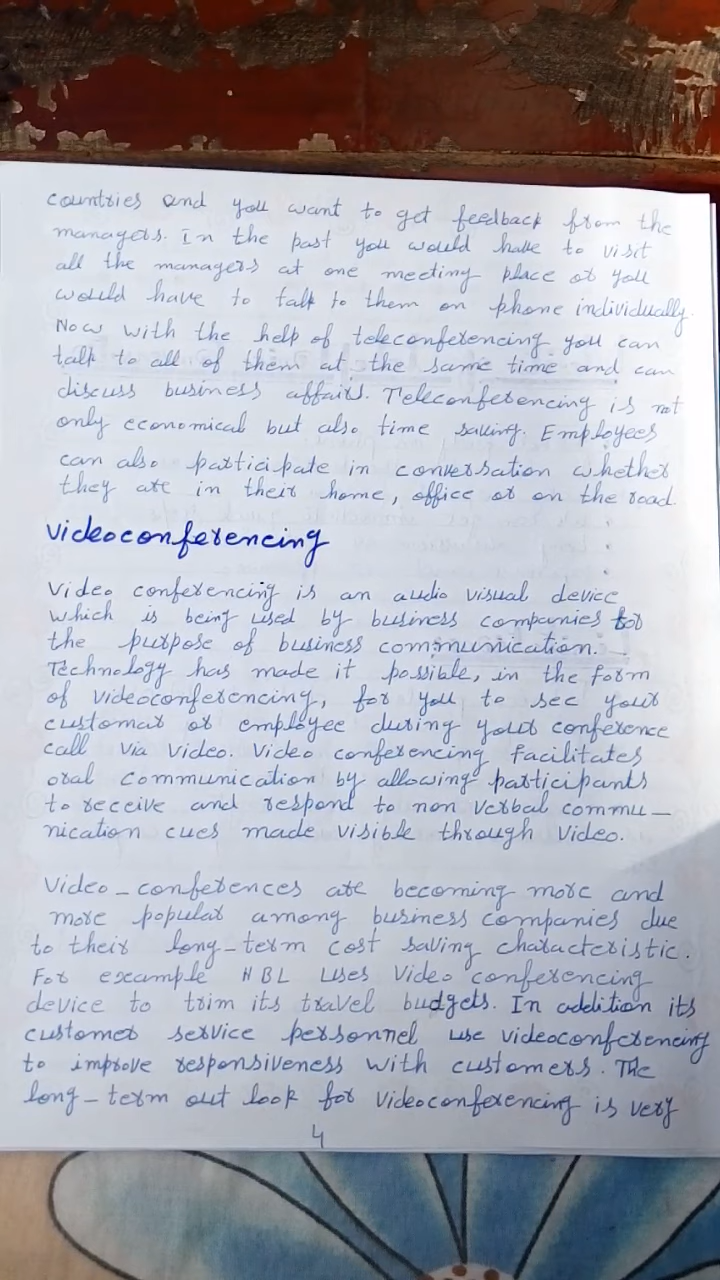 countries and you want to get feedback from the
managers. In the past you would have to visit
all the managers at one meeting place or you
would have to talk to them on phone individually.
Now with the help of teleconferencing you can
talk to all of them at the same time and can
discuss business affairs. Teleconferencing is not
only economical but also time saving. Employees
can also participate in conversation whether
they are in their home, office or on the road.
Videoconferencing
Video conferencing is an audio visual device
which is being used by business companies for
the purpose of business communication.
Technology has made it possible, in the form
of videoconferencing, for you to see your
customar or employee during your conference
call via video. Video conferencing facilitates
oral communication by allowing participants
to receive and respond to non verbal commu-
nication cues made visible through video.
Video-conferences are becoming more and
more popular among business companies due
to their long-term cost saving characteristic.
For example HBL uses video conferencing
device to trim its travel budgets. In addition its
customer service personnel use videoconferencing
to improve responsiveness with customers. The
long-term out look for videoconferencing is very
4